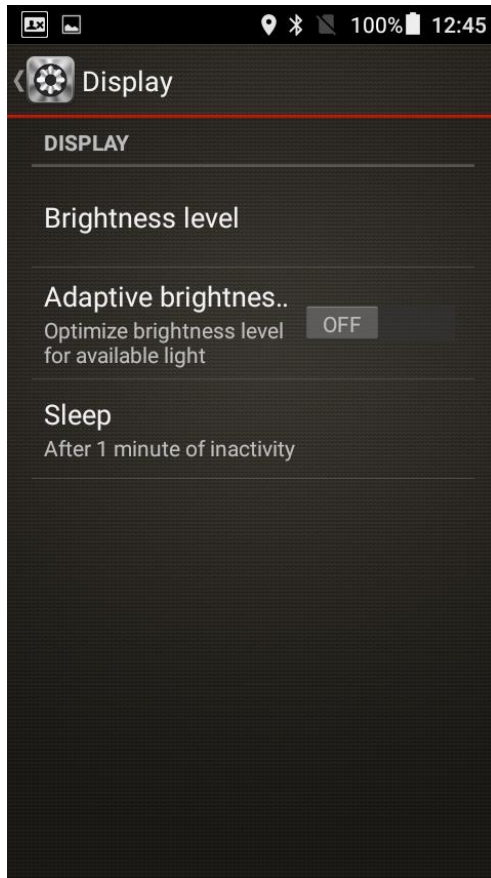 100% 12:45
Display
DISPLAY
Brightness level
Adaptive brightnes..
Optimize brightness level
for available light
OFF
Sleep
After 1 minute of inactivity